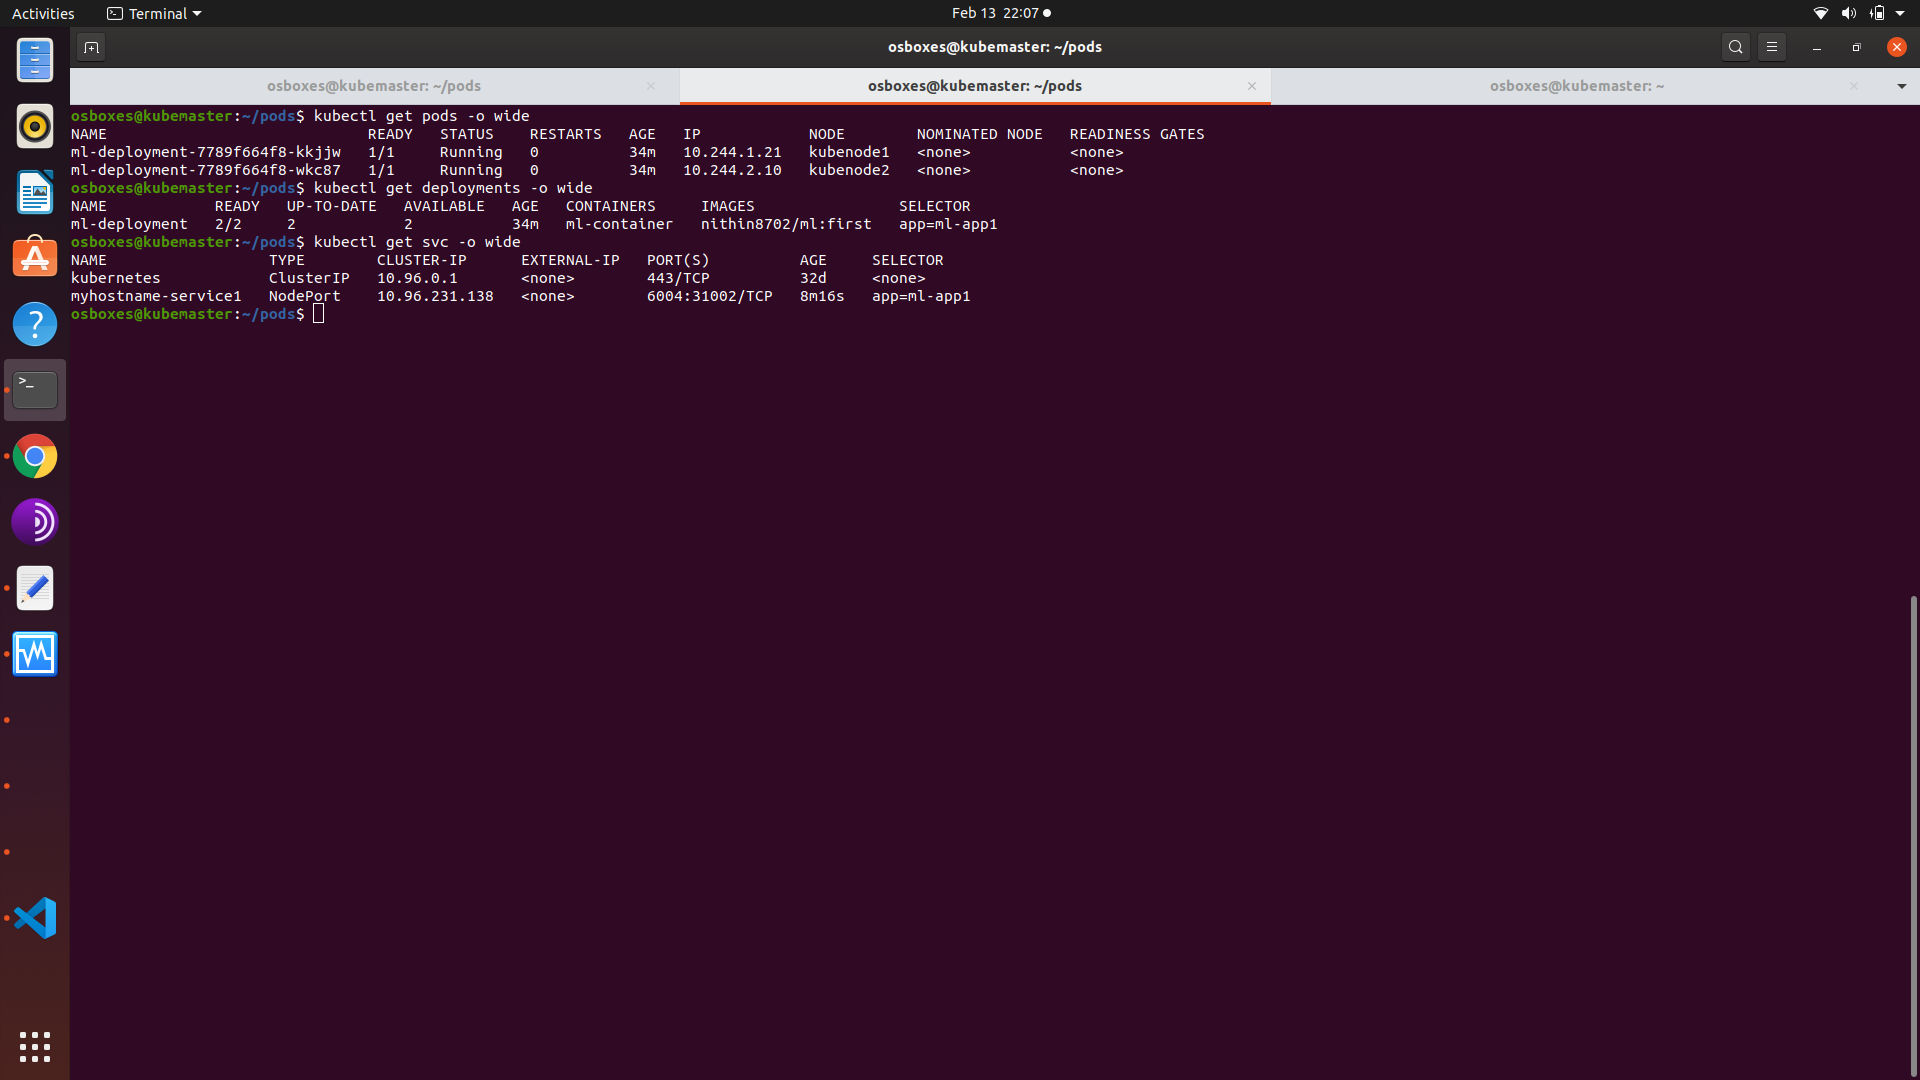 Activities Terminal Feb 13 22:07
osboxes@kubemaster: ~/pods
osboxes@kubemaster: ~/pods osboxes@kubemaster: ~/pods osboxes@kubemaster: ~
osboxes@kubemaster:~/pods$ kubectl get pods -o wide
NAME READY STATUS RESTARTS AGE IP NODE NOMINATED NODE READINESS GATES
ml-deployment-7789f664f8-kkjjw 1/1 Running 0 34m 10.244.1.21 kubenode1 <none> <none>
ml-deployment-7789f664f8-wkc87 1/1 Running 0 34m 10.244.2.10 kubenode2 <none> <none>
osboxes@kubemaster:~/pods$ kubectl get deployments -o wide
NAME READY UP-TO-DATE AVAILABLE AGE CONTAINERS IMAGES SELECTOR
ml-deployment 2/2 2 2 34m ml-container nithin8702/ml:first app=ml-app1
osboxes@kubemaster:~/pods$ kubectl get svc -o wide
NAME TYPE CLUSTER-IP EXTERNAL-IP PORT(S) AGE SELECTOR
kubernetes ClusterIP 10.96.0.1 <none> 443/TCP 32d <none>
myhostname-service1 NodePort 10.96.231.138 <none> 6004:31002/TCP 8m16s app=ml-app1
osboxes@kubemaster:~/pods$